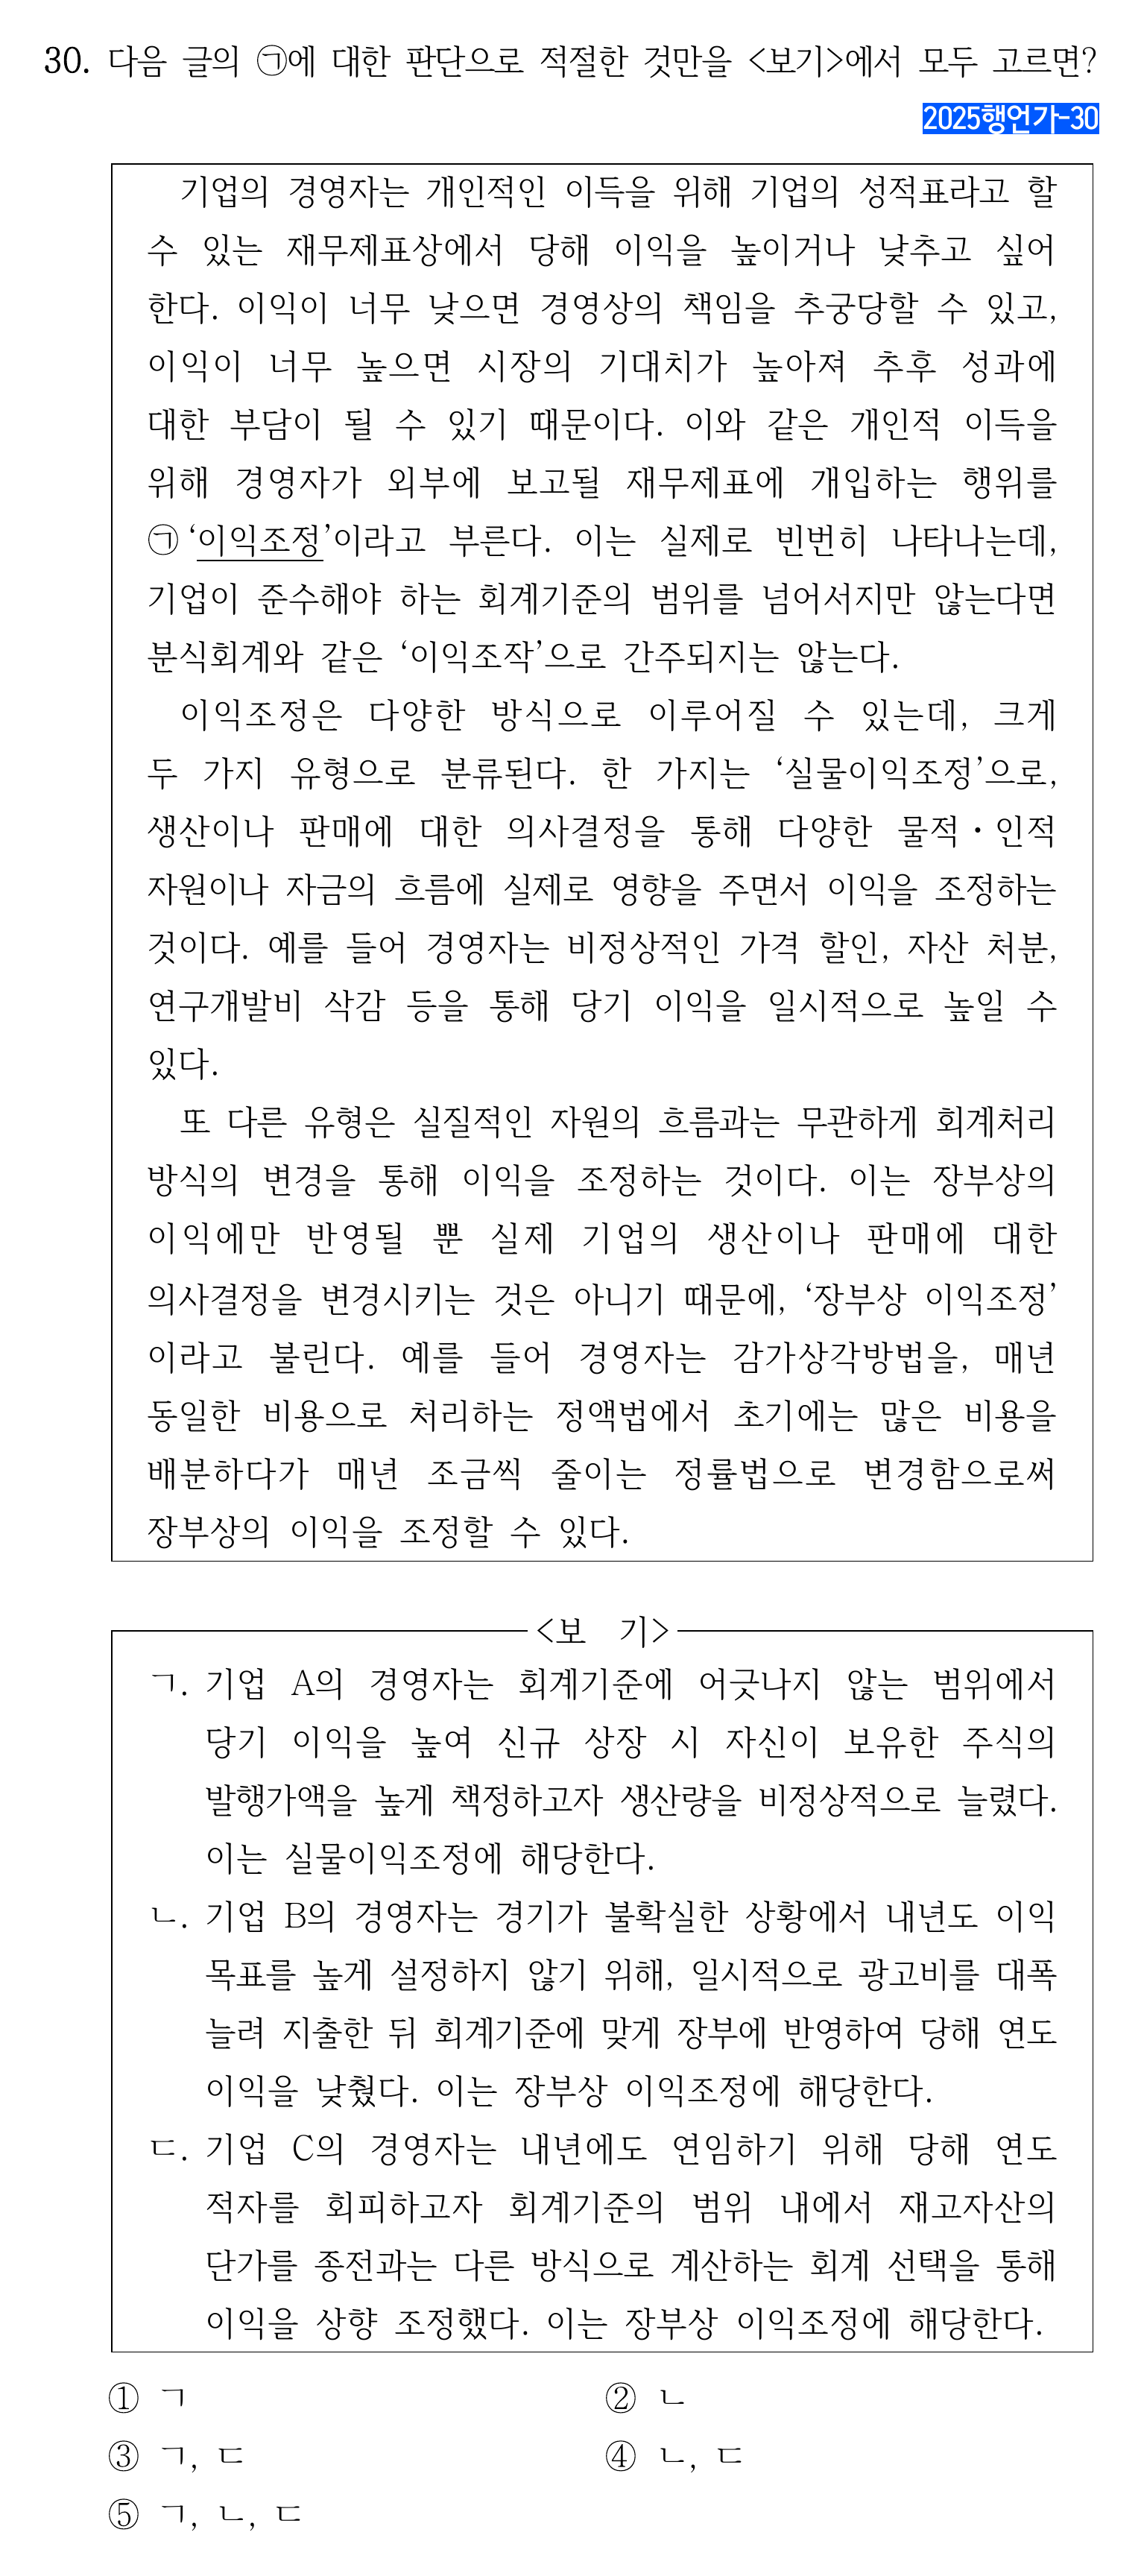 30. 다음 글의 ㉠에 대한 판단으로 적절한 것만을 <보기>에서 모두 고르면?
2025행언가-30
기업의 경영자는 개인적인 이득을 위해 기업의 성적표라고 할
수 있는 재무제표상에서 당해 이익을 높이거나 낮추고 싶어
한다. 이익이 너무 낮으면 경영상의 책임을 추궁당할 수 있고,
이익이 너무 높으면 시장의 기대치가 높아져 추후 성과에
대한 부담이 될 수 있기 때문이다. 이와 같은 개인적 이득을
위해 경영자가 외부에 보고될 재무제표에 개입하는 행위를
㉠ ‘이익조정’이라고 부른다. 이는 실제로 빈번히 나타나는데,
기업이 준수해야 하는 회계기준의 범위를 넘어서지만 않는다면
분식회계와 같은 ‘이익조작’으로 간주되지는 않는다.
이익조정은 다양한 방식으로 이루어질 수 있는데, 크게
두 가지 유형으로 분류된다. 한 가지는 ‘실물이익조정’으로,
생산이나 판매에 대한 의사결정을 통해 다양한 물적·인적
자원이나 자금의 흐름에 실제로 영향을 주면서 이익을 조정하는
것이다. 예를 들어 경영자는 비정상적인 가격 할인, 자산 처분,
연구개발비 삭감 등을 통해 당기 이익을 일시적으로 높일 수
있다.
또 다른 유형은 실질적인 자원의 흐름과는 무관하게 회계처리
방식의 변경을 통해 이익을 조정하는 것이다. 이는 장부상의
이익에만 반영될 뿐 실제 기업의 생산이나 판매에 대한
의사결정을 변경시키는 것은 아니기 때문에, ‘장부상 이익조정’
이라고 불린다. 예를 들어 경영자는 감가상각방법을, 매년
동일한 비용으로 처리하는 정액법에서 초기에는 많은 비용을
배분하다가 매년 조금씩 줄이는 정률법으로 변경함으로써
장부상의 이익을 조정할 수 있다.
<보 기>
ㄱ. 기업 A의 경영자는 회계기준에 어긋나지 않는 범위에서
당기 이익을 높여 신규 상장 시 자신이 보유한 주식의
발행가액을 높게 책정하고자 생산량을 비정상적으로 늘렸다.
이는 실물이익조정에 해당한다.
ㄴ. 기업 B의 경영자는 경기가 불확실한 상황에서 내년도 이익
목표를 높게 설정하지 않기 위해, 일시적으로 광고비를 대폭
늘려 지출한 뒤 회계기준에 맞게 장부에 반영하여 당해 연도
이익을 낮췄다. 이는 장부상 이익조정에 해당한다.
ㄷ. 기업 C의 경영자는 내년에도 연임하기 위해 당해 연도
적자를 회피하고자 회계기준의 범위 내에서 재고자산의
단가를 종전과는 다른 방식으로 계산하는 회계 선택을 통해
이익을 상향 조정했다. 이는 장부상 이익조정에 해당한다.
① ㄱ ② ㄴ
③ ㄱ, ㄷ ④ ㄴ, ㄷ
⑤ ㄱ, ㄴ, ㄷ